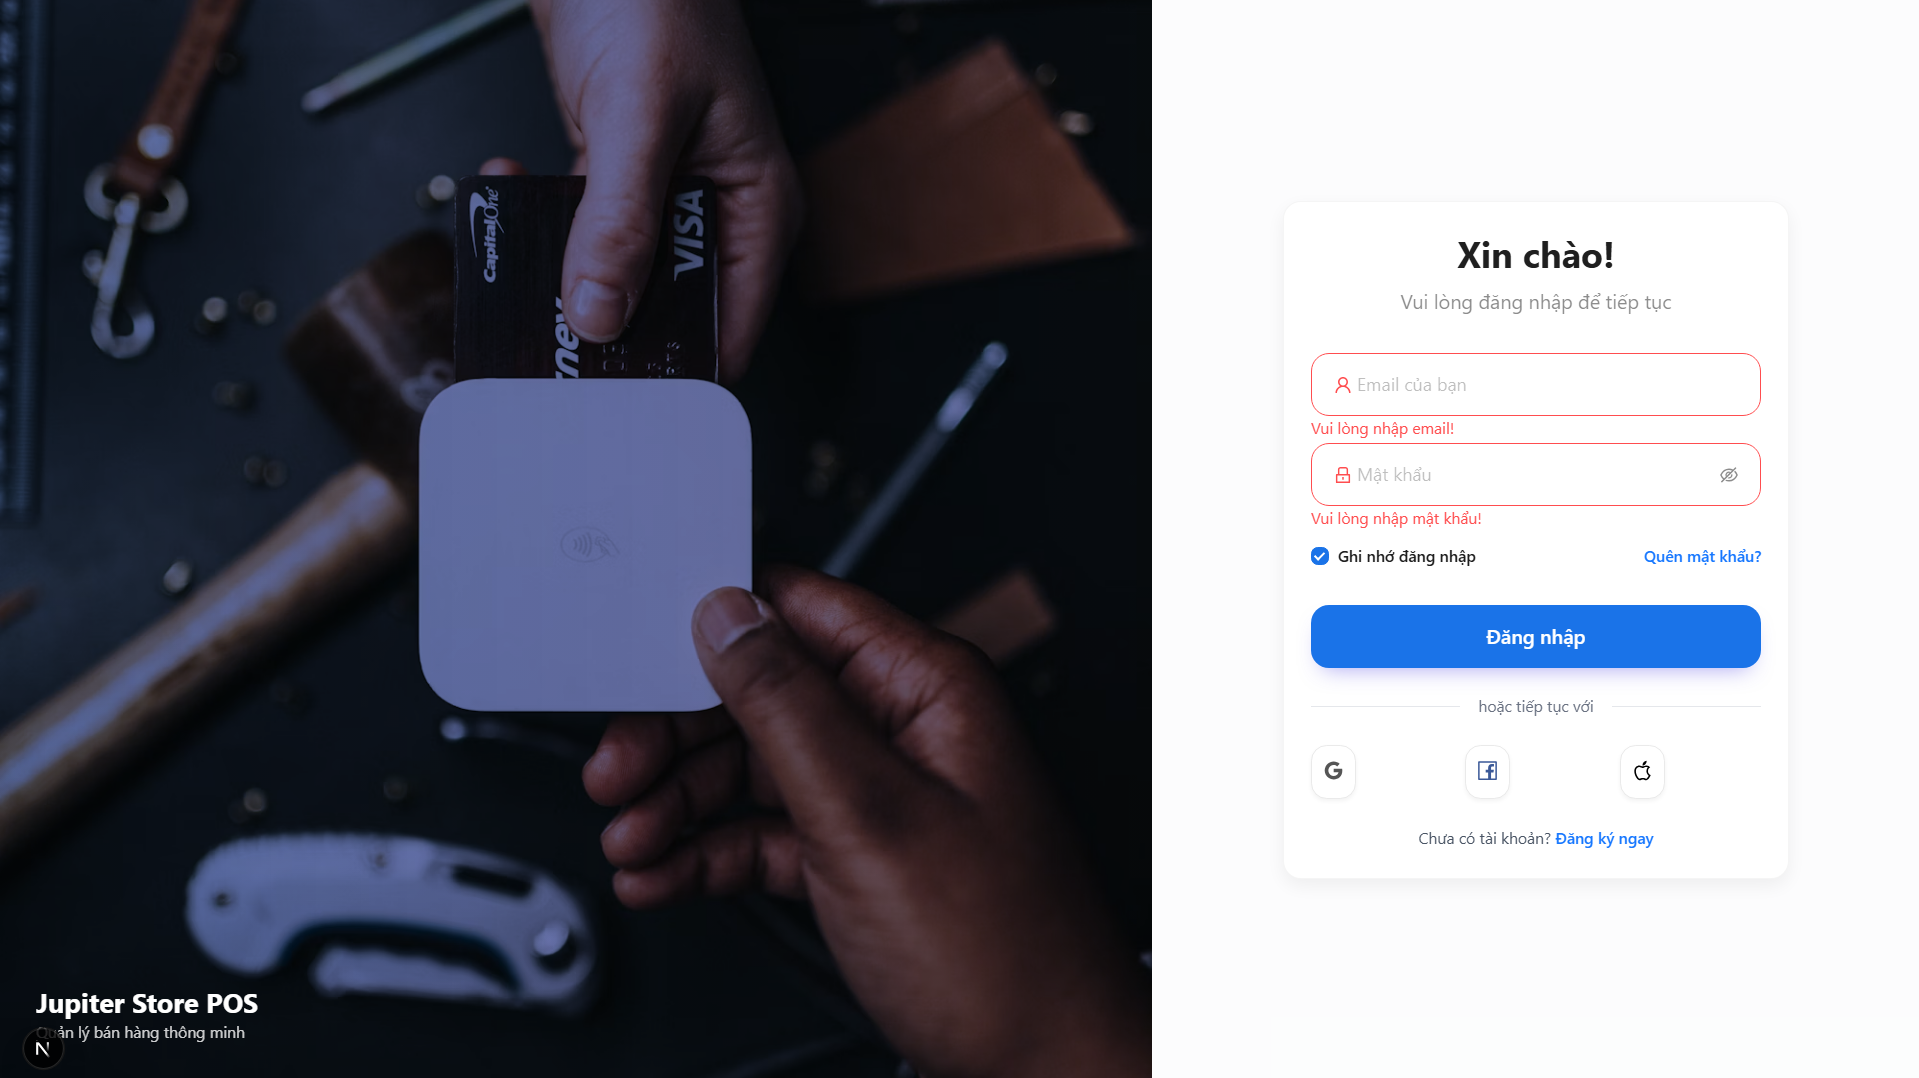 CapitalOne
VISA
Jupiter Store POS
Quản lý bán hàng thông minh
N
Xin chào!
Vui lòng đăng nhập để tiếp tục
Email của bạn
Vui lòng nhập email!
Mật khẩu
Vui lòng nhập mật khẩu!
Ghi nhớ đăng nhập
Quên mật khẩu?
Đăng nhập
hoặc tiếp tục với
Chưa có tài khoản? Đăng ký ngay